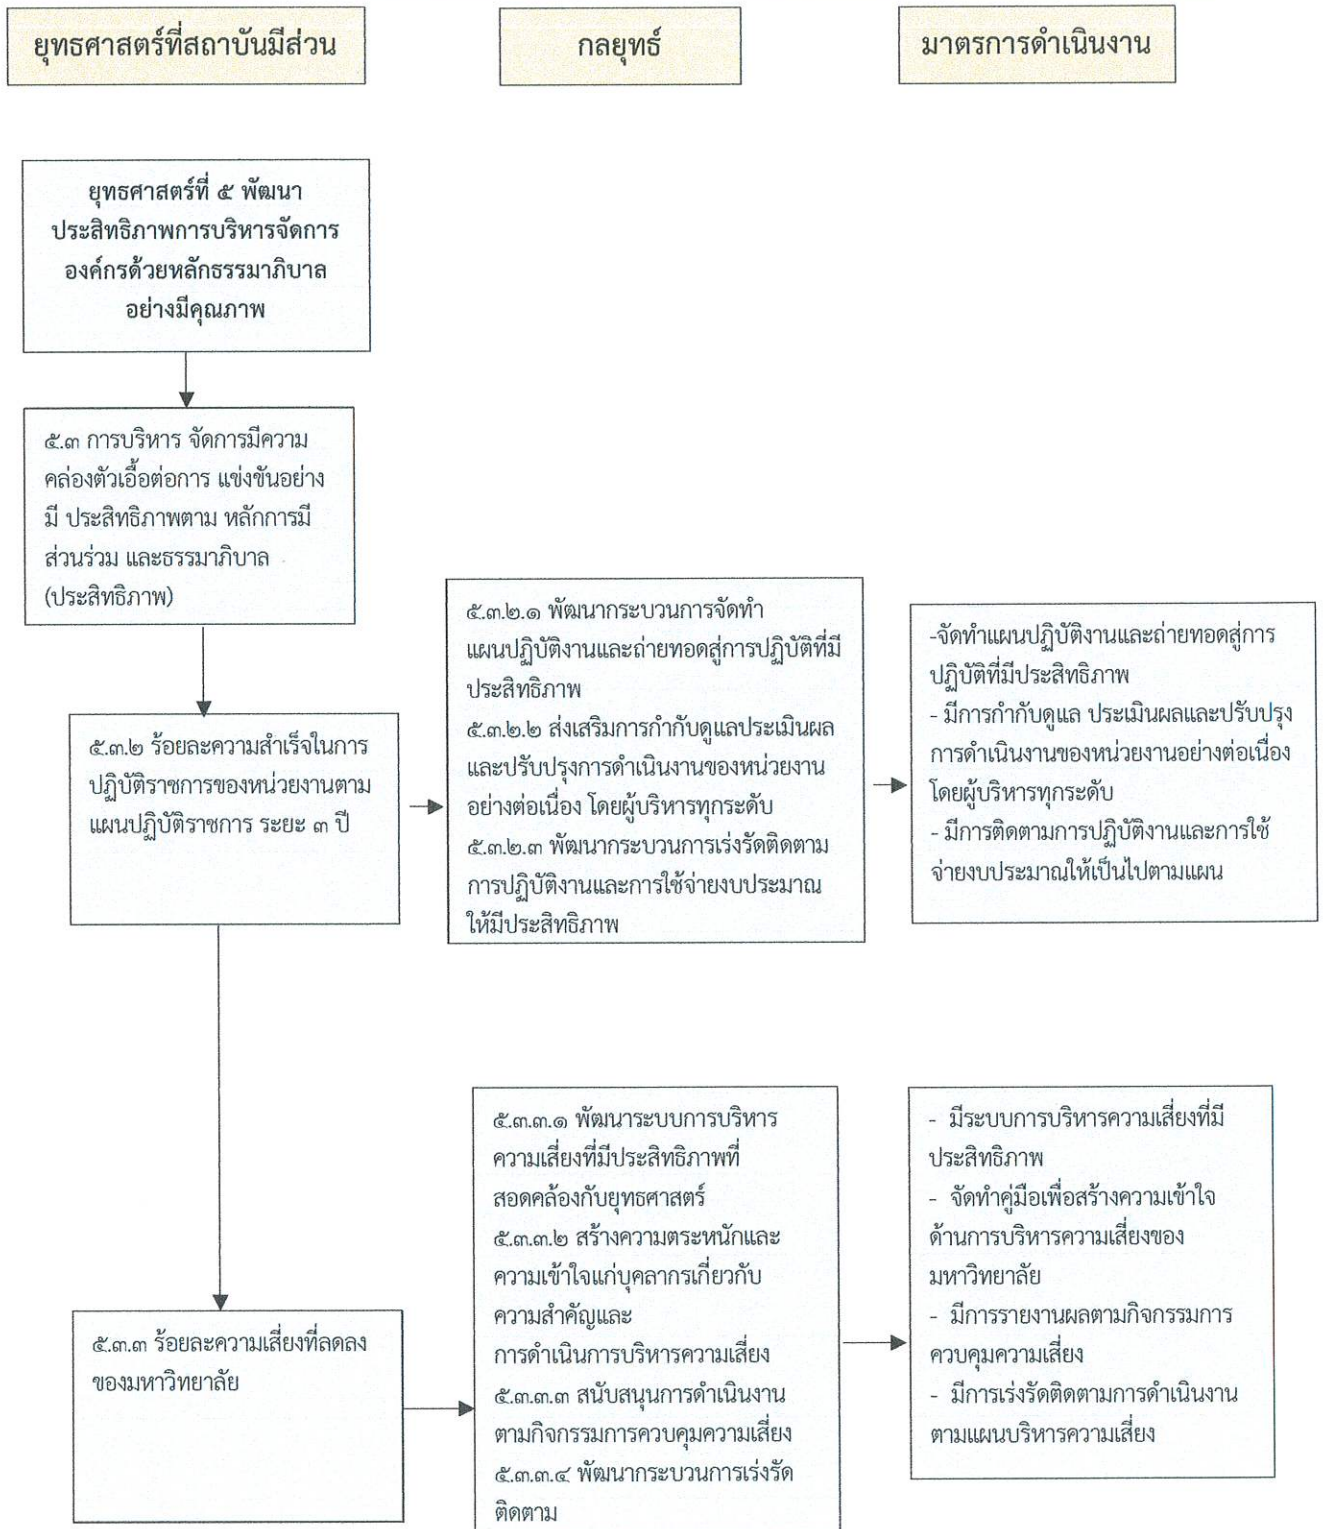 ยุทธศาสตร์ที่สถาบันมีส่วน
กลยุทธ์
มาตรการดำเนินงาน
ยุทธศาสตร์ที่ ๕ พัฒนา
ประสิทธิภาพการบริหารจัดการ
องค์กรด้วยหลักธรรมาภิบาล
อย่างมีคุณภาพ
๕.๓ การบริหาร จัดการมีความ
คล่องตัวเอื้อต่อการ แข่งขันอย่าง
มี ประสิทธิภาพตาม หลักการมี
ส่วนร่วม และธรรมาภิบาล
(ประสิทธิภาพ)
๕.๓.๒ ร้อยละความสำเร็จในการ
ปฏิบัติราชการของหน่วยงานตาม
แผนปฏิบัติราชการ ระยะ ๓ ปี
๕.๓.๒.๑ พัฒนากระบวนการจัดทำ
แผนปฏิบัติงานและถ่ายทอดสู่การปฏิบัติที่มี
ประสิทธิภาพ
๕.๓.๒.๒ ส่งเสริมการกำกับดูแลประเมินผล
และปรับปรุงการดำเนินงานของหน่วยงาน
อย่างต่อเนื่อง โดยผู้บริหารทุกระดับ
๕.๓.๒.๓ พัฒนากระบวนการเร่งรัดติดตาม
การปฏิบัติงานและการใช้จ่ายงบประมาณ
ให้มีประสิทธิภาพ
-จัดทำแผนปฏิบัติงานและถ่ายทอดสู่การ
ปฏิบัติที่มีประสิทธิภาพ
- มีการกำกับดูแล ประเมินผลและปรับปรุง
การดำเนินงานของหน่วยงานอย่างต่อเนื่อง
โดยผู้บริหารทุกระดับ
- มีการติดตามการปฏิบัติงานและการใช้
จ่ายงบประมาณให้เป็นไปตามแผน
๕.๓.๓ ร้อยละความเสี่ยงที่ลดลง
ของมหาวิทยาลัย
๕.๓.๓.๑ พัฒนาระบบการบริหาร
ความเสี่ยงที่มีประสิทธิภาพที่
สอดคล้องกับยุทธศาสตร์
๕.๓.๓.๒ สร้างความตระหนักและ
ความเข้าใจแก่บุคลากรเกี่ยวกับ
ความสำคัญและ
การดำเนินการบริหารความเสี่ยง
๕.๓.๓.๓ สนับสนุนการดำเนินงาน
ตามกิจกรรมการควบคุมความเสี่ยง
๕.๓.๓.๔ พัฒนากระบวนการเร่งรัด
ติดตาม
- มีระบบการบริหารความเสี่ยงที่มี
ประสิทธิภาพ
- จัดทำคู่มือเพื่อสร้างความเข้าใจ
ด้านการบริหารความเสี่ยงของ
มหาวิทยาลัย
- มีการรายงานผลตามกิจกรรมการ
ควบคุมความเสี่ยง
- มีการเร่งรัดติดตามการดำเนินงาน
ตามแผนบริหารความเสี่ยง